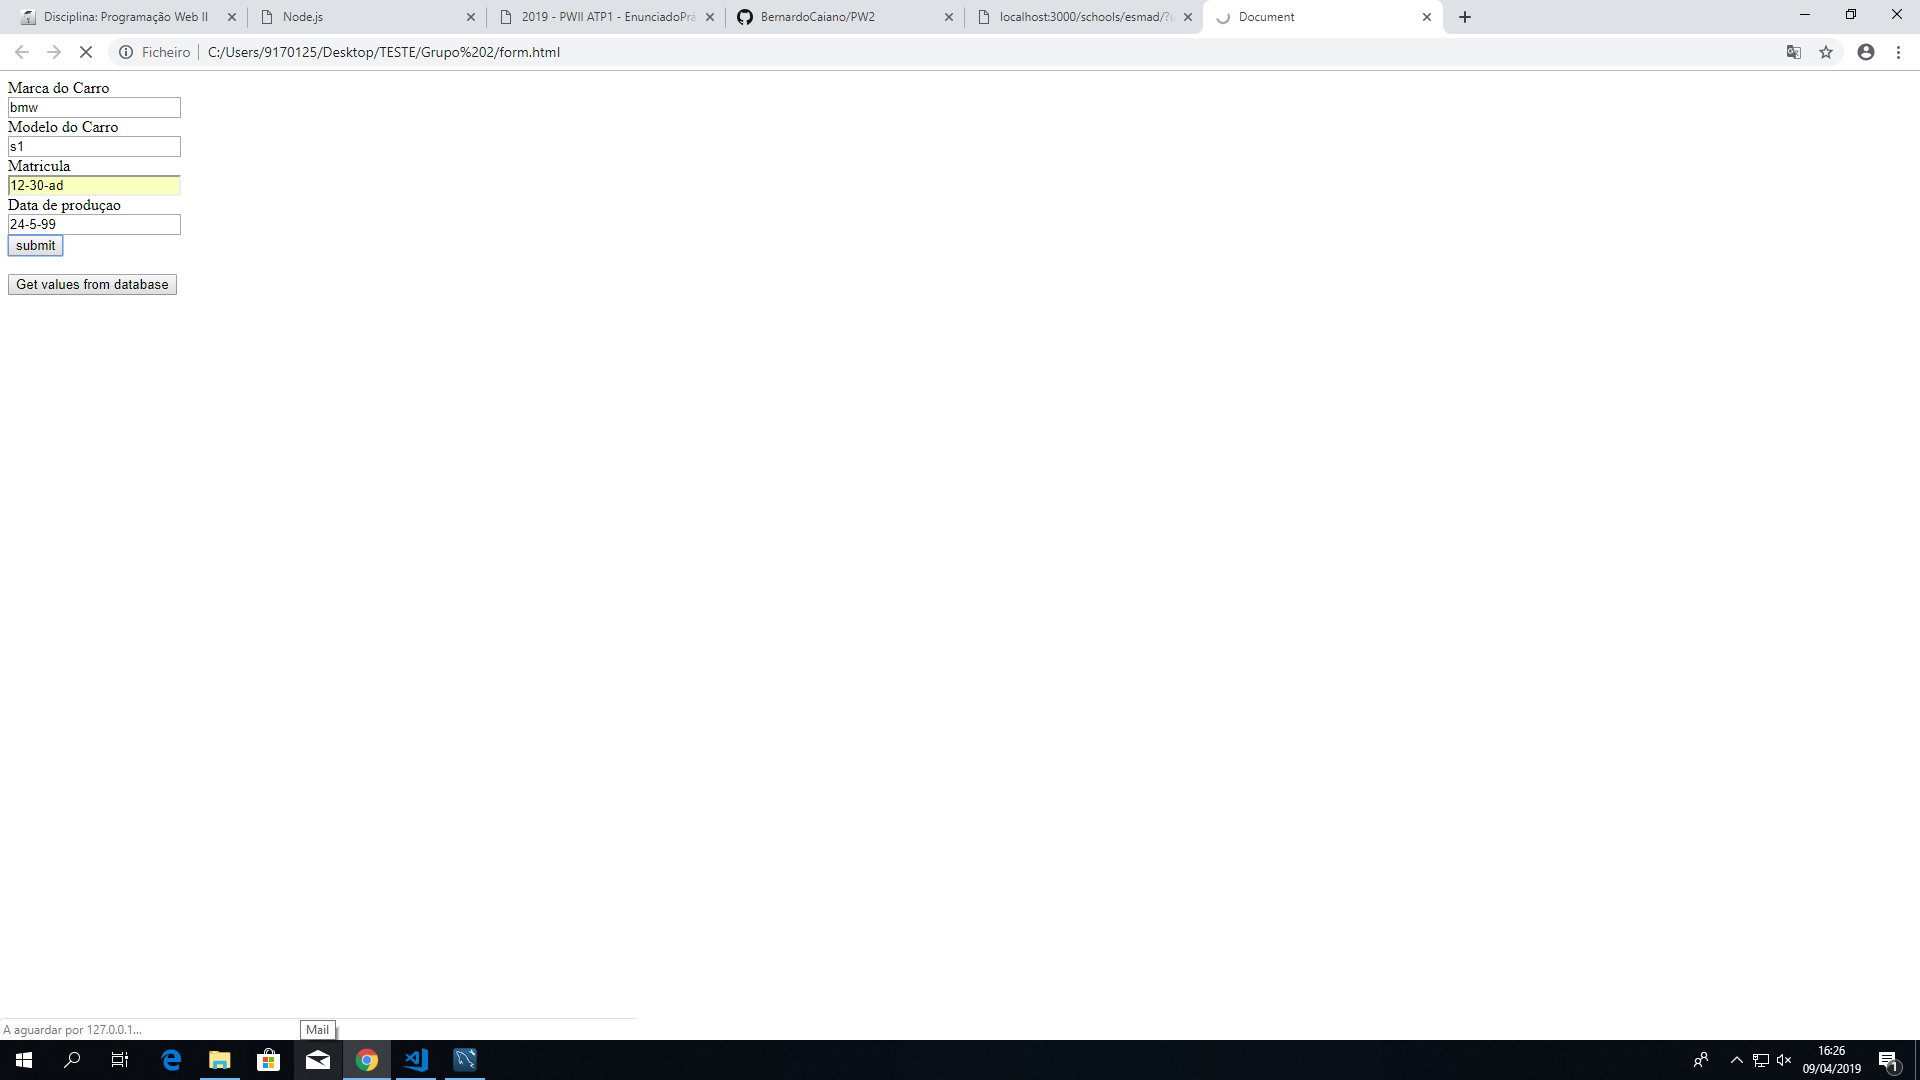 Disciplina: Programação Web II
Node.js
2019 - PWII ATP1 - EnunciadoPrá
BernardoCaiano/PW2
localhost:3000/schools/esmad/?u
Document
Ficheiro
C:/Users/9170125/Desktop/TESTE/Grupo%202/form.html
Marca do Carro
bmw
Modelo do Carro
s1
Matricula
12-30-ad
Data de produçao
24-5-99
submit
Get values from database
A aguardar por 127.0.0.1...
Mail
16:26
09/04/2019
1